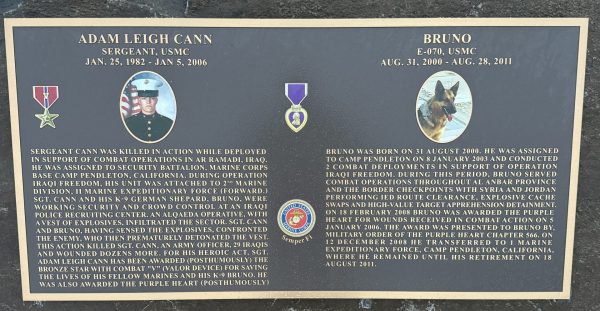 ADAM LEIGH CANN
SERGEANT, USMC
JAN. 25, 1982 - JAN 5, 2006
SERGEANT CANN WAS KILLED IN ACTION WHILE DEPLOYED
IN SUPPORT OF COMBAT OPERATIONS IN AR RAMADI, IRAQ.
HE WAS ASSIGNED TO SECURITY BATTALION, MARINE CORPS
BASE CAMP PENDLETON, CALIFORNIA. DURING OPERATION
IRAQI FREEDOM, HIS UNIT WAS ATTACHED TO 2ND MARINE
DIVISION, II MARINE EXPEDITIONARY FORCE (FORWARD.)
SGT. CANN AND HIS K-9 GERMAN SHEPARD, BRUNO, WERE
WORKING SECURITY AND CROWD CONTROL AT AN IRAQI
POLICE RECRUITING CENTER. AN ALQAEDA OPERATIVE, WITH
A VEST OF EXPLOSIVES, INFILTRATED THE SECTOR. SGT. CANN
AND BRUNO, HAVING SENSED THE EXPLOSIVES, CONFRONTED
THE ENEMY, WHO THEN PREMATURELY DETONATED THE VEST.
THIS ACTION KILLED SGT. CANN, AN ARMY OFFICER, 29 IRAQIS
AND WOUNDED DOZENS MORE. FOR HIS HEROIC ACT, SGT.
ADAM LEIGH CANN HAS BEEN AWARDED (POSTHUMOUSLY) THE
BRONZE STAR WITH COMBAT "V" (VALOR DEVICE) FOR SAVING
THE LIVES OF HIS FELLOW MARINES AND HIS K-9 BRUNO. HE
WAS ALSO AWARDED THE PURPLE HEART (POSTHUMOUSLY)
Semper Fi
BRUNO
E-070, USMC
AUG. 31, 2000 - AUG. 28, 2011
BRUNO WAS BORN ON 31 AUGUST 2000. HE WAS ASSIGNED
TO CAMP PENDLETON ON 8 JANUARY 2003 AND CONDUCTED
2 COMBAT DEPLOYMENTS IN SUPPORT OF OPERATION
IRAQI FREEDOM. DURING THIS PERIOD, BRUNO SERVED
COMBAT OPERATIONS THROUGHOUT AL ANBAR PROVINCE
AND THE BORDER CHECKPOINTS WITH SYRIA AND JORDAN
PERFORMING IED ROUTE CLEARANCE, EXPLOSIVE CACHE
SWAPS AND HIGH-VALUE TARGET APPREHENSION DETAINMENT.
ON 18 FEBRUARY 2008 BRUNO WAS AWARDED THE PURPLE
HEART FOR WOUNDS RECEIVED IN COMBAT ACTION ON 5
JANUARY 2006. THE AWARD WAS PRESENTED TO BRUNO BY,
MILITARY ORDER OF THE PURPLE HEART CHAPTER 566. ON
12 DECEMBER 2008 HE TRANSFERRED TO I MARINE
EXPEDITIONARY FORCE, CAMP PENDLETON, CALIFORNIA,
WHERE HE REMAINED UNTIL HIS RETIREMENT ON 18
AUGUST 2011.